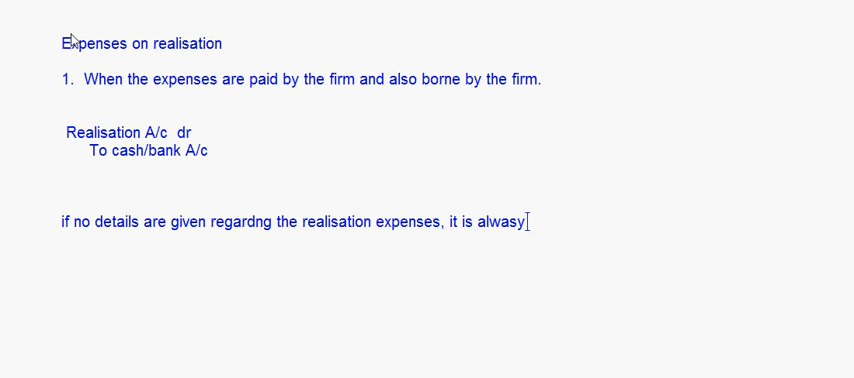 Expenses on realisation
1. When the expenses are paid by the firm and also borne by the firm.
Realisation A/c dr
To cash/bank A/c
if no details are given regardng the realisation expenses, it is alwasy